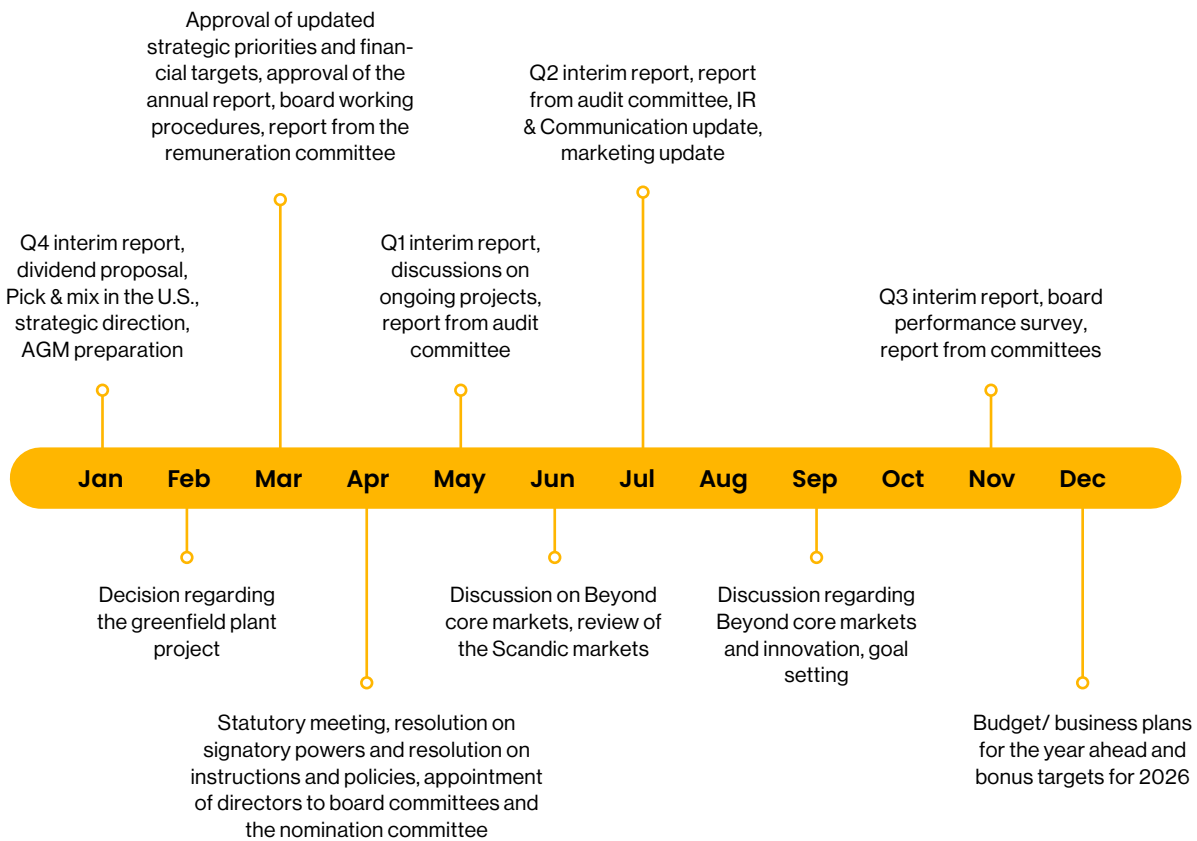 Approval of updated
strategic priorities and finan-
cial targets, approval of the
annual report, board working
procedures, report from the
remuneration committee
Q2 interim report, report
from audit committee, IR
& Communication update,
marketing update
Q4 interim report,
dividend proposal,
Pick & mix in the U.S.,
strategic direction,
AGM preparation
Q1 interim report,
discussions on
ongoing projects,
report from audit
committee
Q3 interim report, board
performance survey,
report from committees
Jan Feb Mar Apr May Jun Jul Aug Sep Oct Nov Dec
Decision regarding
the greenfield plant
project
Discussion on Beyond
core markets, review of
the Scandic markets
Discussion regarding
Beyond core markets
and innovation, goal
setting
Statutory meeting, resolution on
signatory powers and resolution on
instructions and policies, appointment
of directors to board committees and
the nomination committee
Budget/ business plans
for the year ahead and
bonus targets for 2026